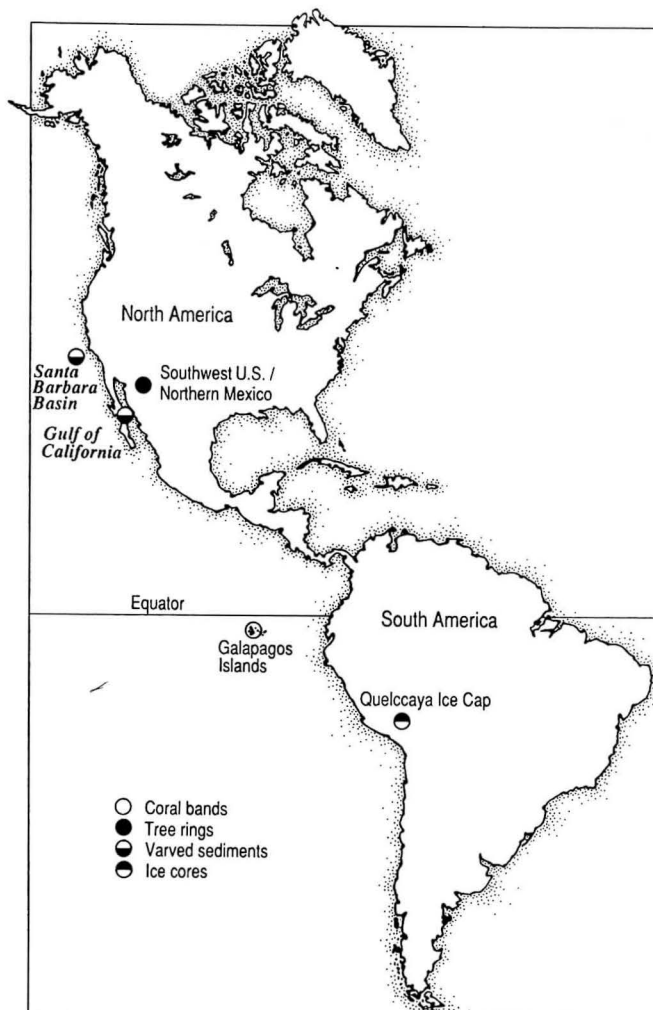 North America
Santa
Barbara
Basin
Southwest U.S. /
Northern Mexico
Gulf of
California
Equator
South America
Galapagos
Islands
Quelccaya Ice Cap
Coral bands
Tree rings
Varved sediments
Ice cores